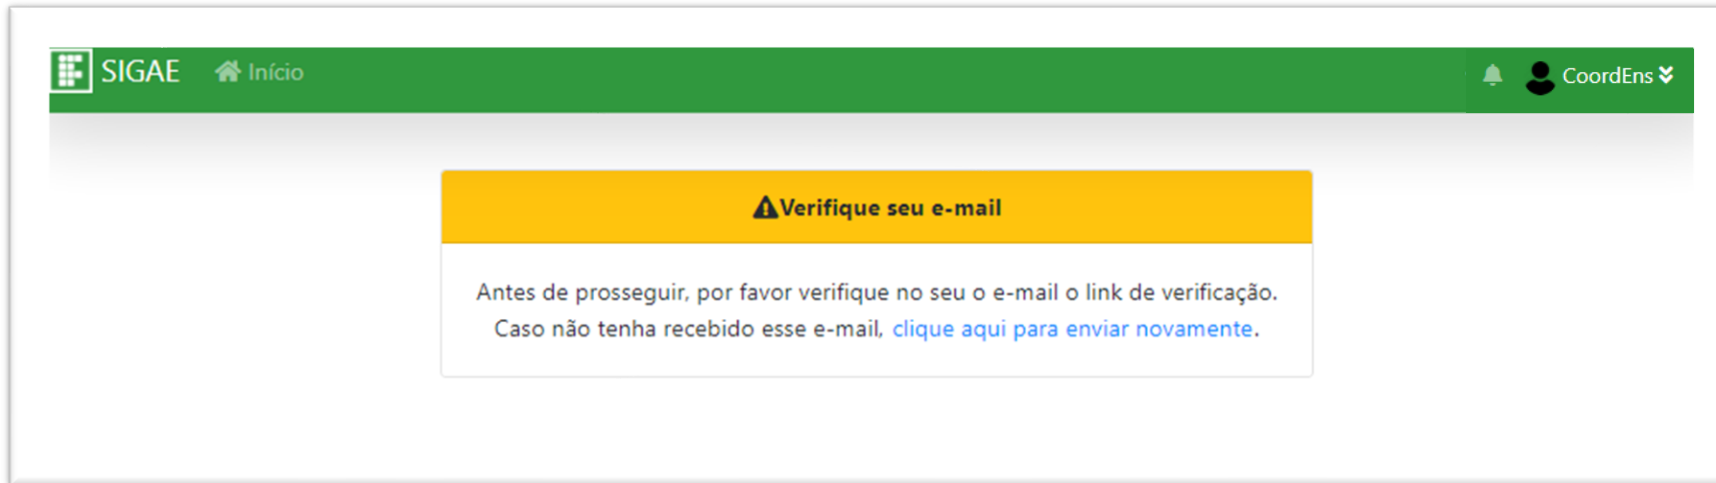 SIGAE Início CoordEns
Verifique seu e-mail
Antes de prosseguir, por favor verifique no seu o e-mail o link de verificação.
Caso não tenha recebido esse e-mail, clique aqui para enviar novamente.